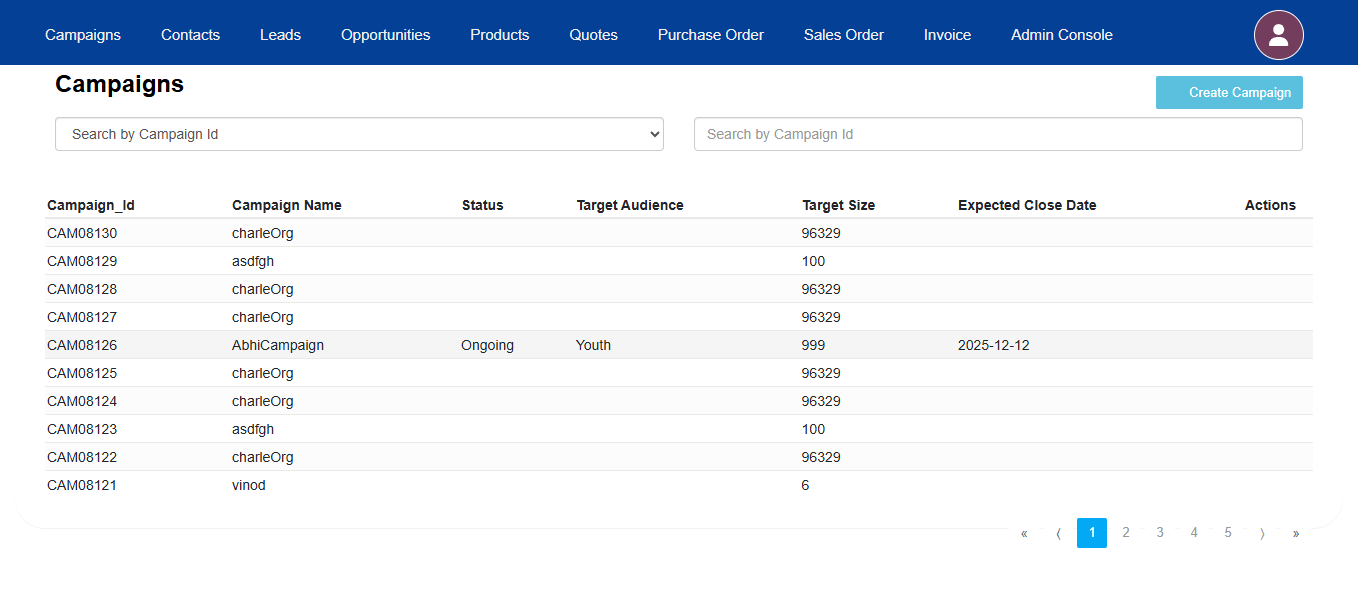 Campaigns Contacts Leads Opportunities Products Quotes Purchase Order Sales Order Invoice Admin Console
Campaigns
Create Campaign
Search by Campaign Id Search by Campaign Id
Campaign_Id Campaign Name Status Target Audience Target Size Expected Close Date Actions
CAM08130 charleOrg 96329
CAM08129 asdfgh 100
CAM08128 charleOrg 96329
CAM08127 charleOrg 96329
CAM08126 AbhiCampaign Ongoing Youth 999 2025-12-12
CAM08125 charleOrg 96329
CAM08124 charleOrg 96329
CAM08123 asdfgh 100
CAM08122 charleOrg 96329
CAM08121 vinod 6
« ⟨ 1 2 3 4 5 ⟩ »